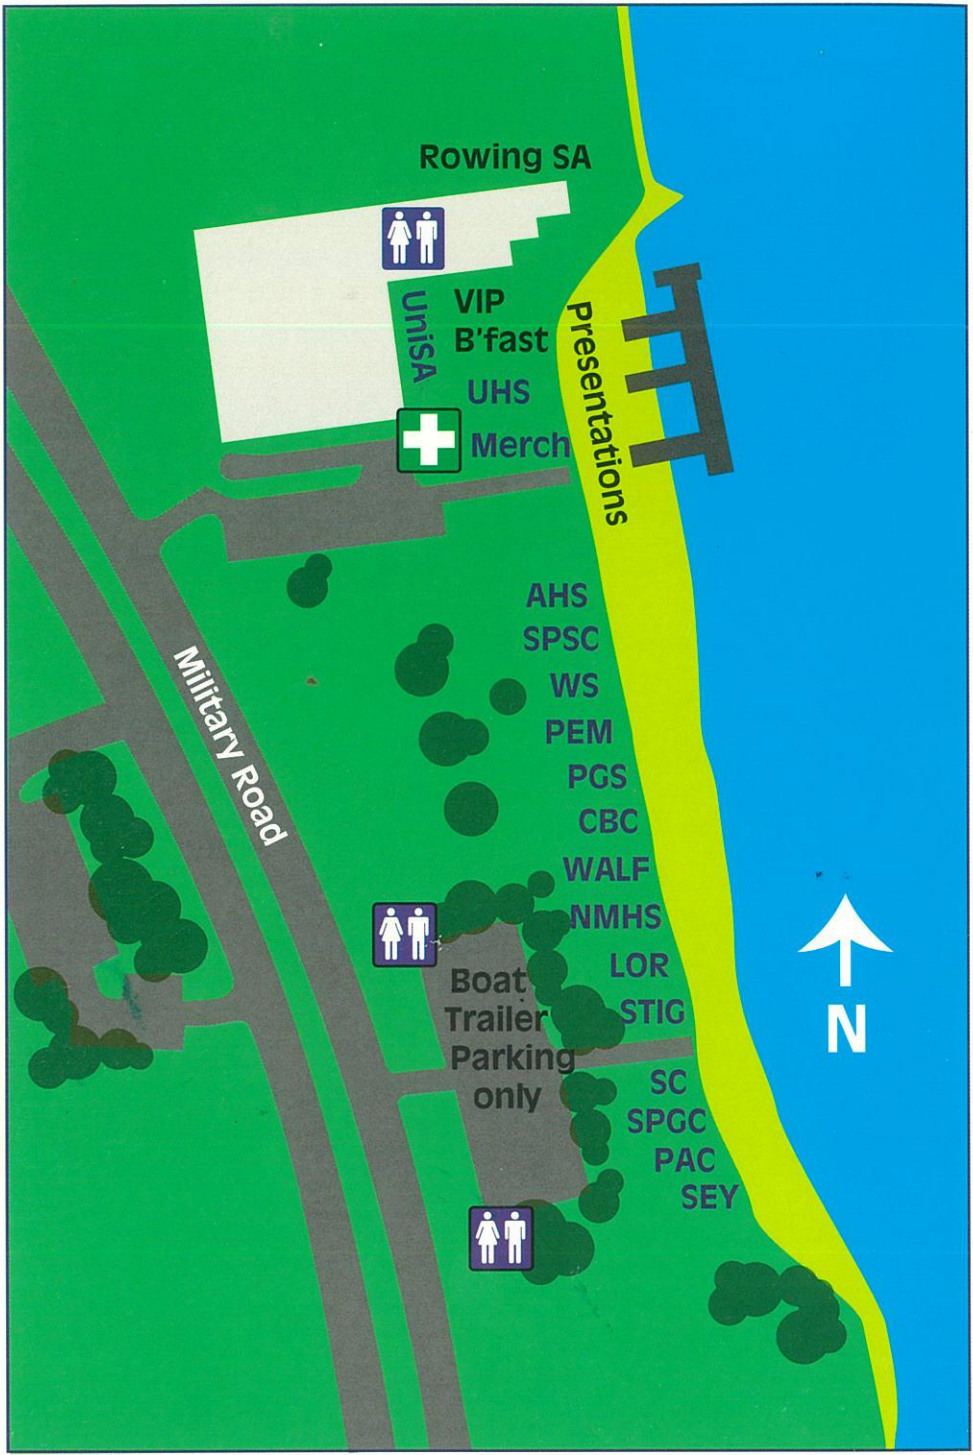 Rowing SA
UniSA
VIP
B'fast
UHS
Merch
Presentations
AHS
SPSC
WS
PEM
PGS
CBC
WALF
NMHS
LOR
STIG
Military Road
Boat
Trailer
Parking
only
SC
SPGC
PAC
SEY
N